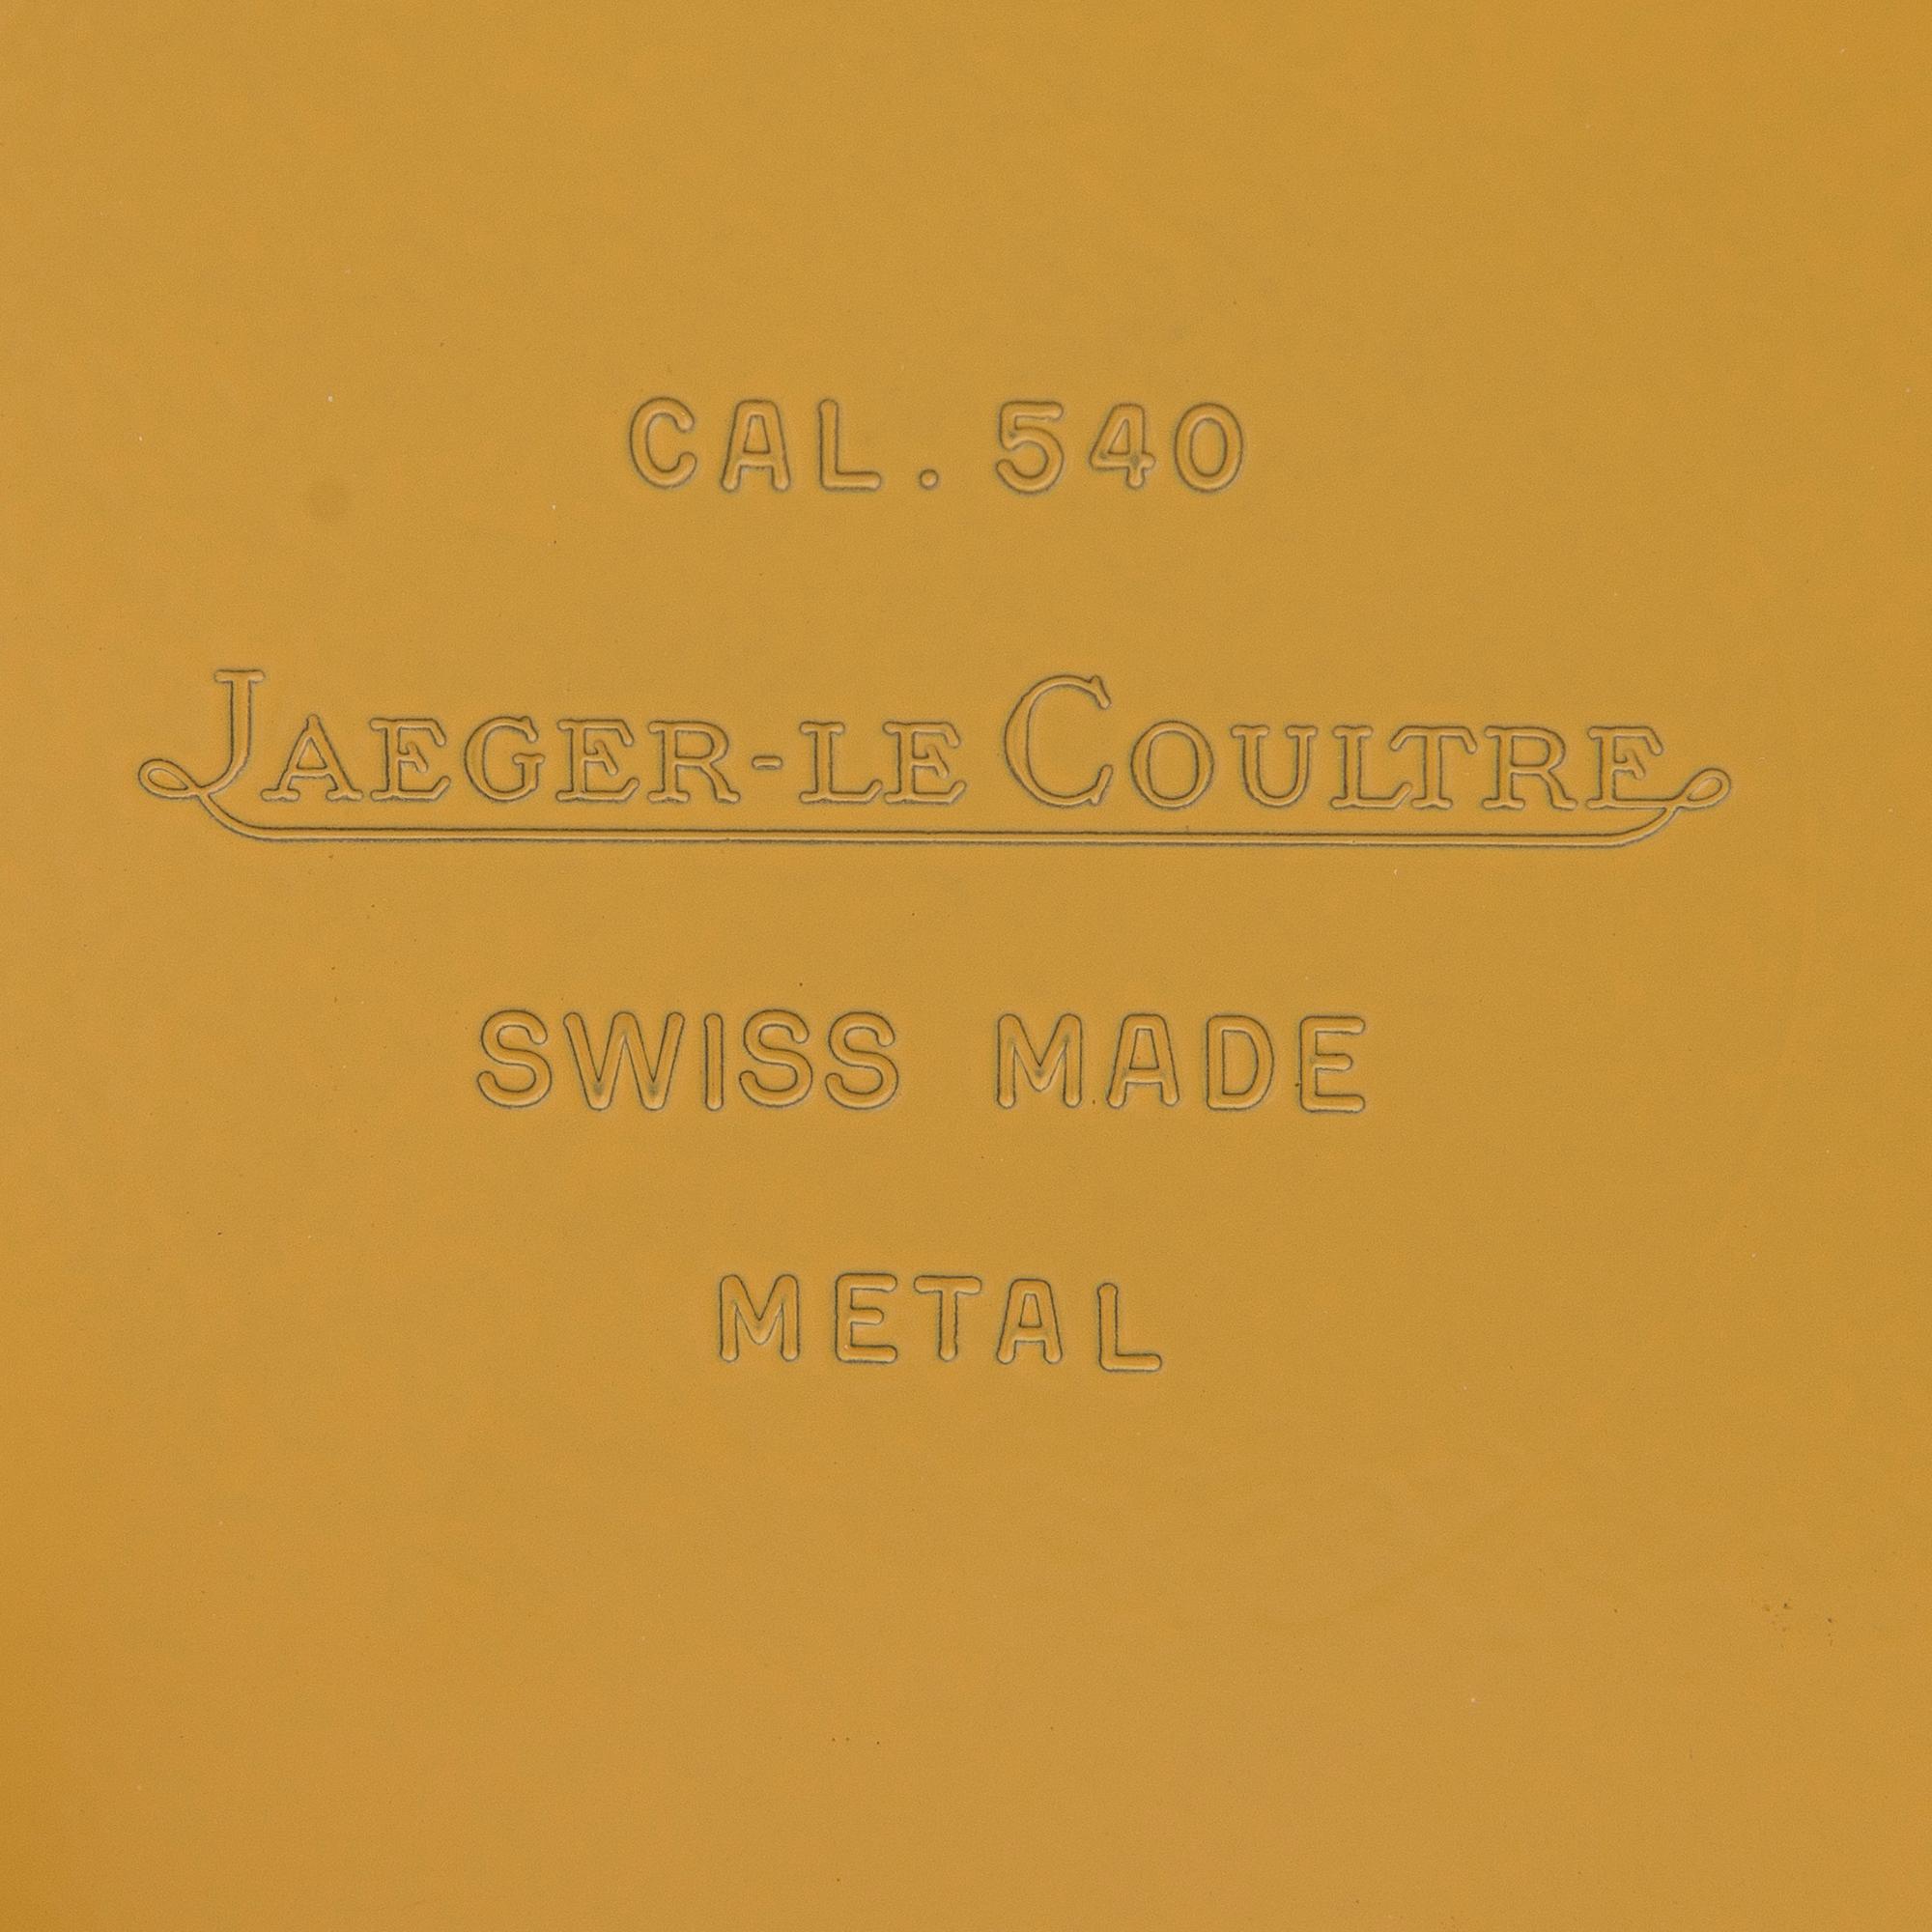 CAL. 540
JAEGER-LE COULTRE
SWISS MADE
METAL